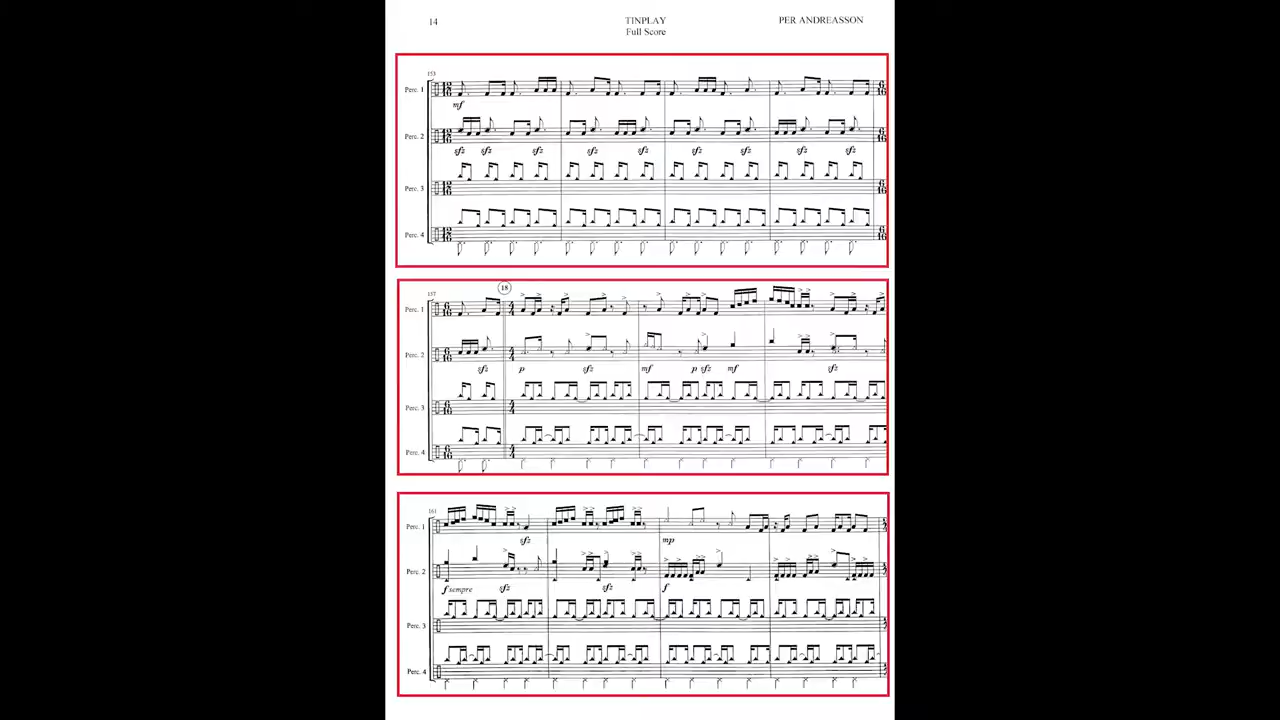 14 TINPLAY PER ANDREASSON
Full Score
153
Perc. 1
mf
Perc. 2
sfz sfz sfz sfz sfz sfz sfz sfz sfz
Perc. 3
Perc. 4
157 18
Perc. 1
Perc. 2
sfz p sfz mf p sfz mf sfz
Perc. 3
Perc. 4
161
Perc. 1
sfz mp
Perc. 2
f sempre sfz sfz f
Perc. 3
Perc. 4